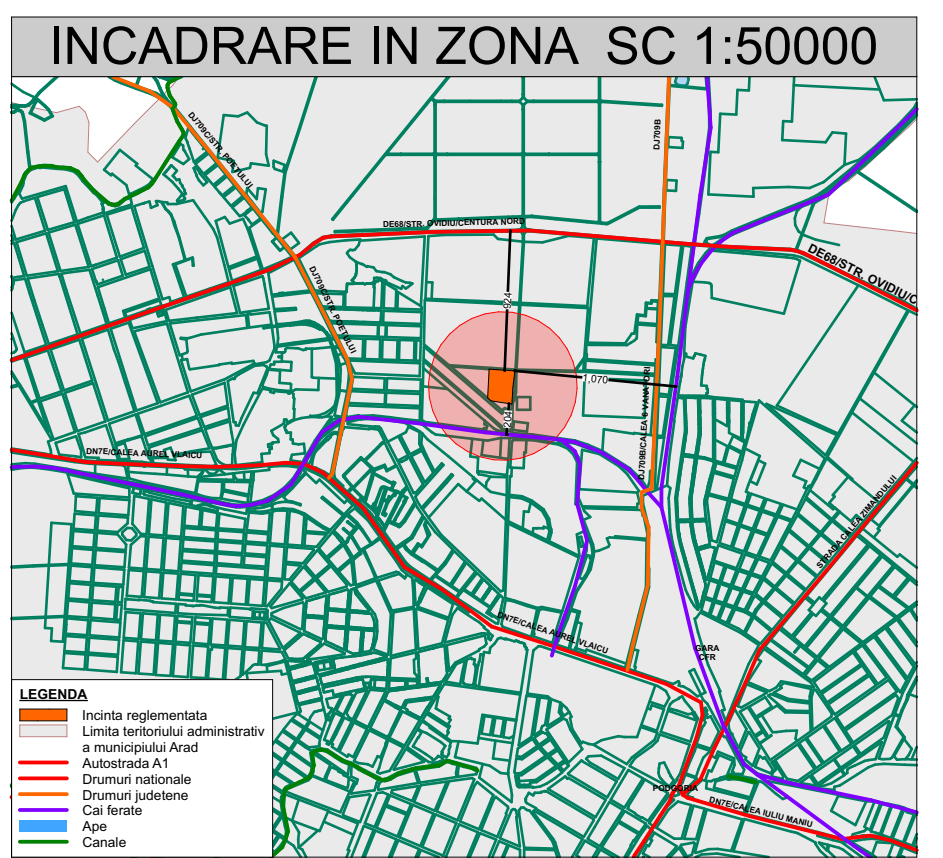 INCADRARE IN ZONA SC 1:50000
DJ709C/STR. POETULUI
DJ709B
DE68/STR. OVIDIU/CENTURA NORD
DE68/STR. OVIDIU/C
DJ709C/STR. POETULUI
924
1,070
204
DJ709B/CALEA 6 VANATORI
DN7E/CALEA AUREL VLAICU
STRADA CALEA ZIMANDULUI
DN7E/CALEA AUREL VLAICU
GARA
CFR
PODGORIA
DN7E/CALEA IULIU MANIU
LEGENDA
Incinta reglementata
Limita teritoriului administrativ
a municipiului Arad
Autostrada A1
Drumuri nationale
Drumuri judetene
Cai ferate
Ape
Canale